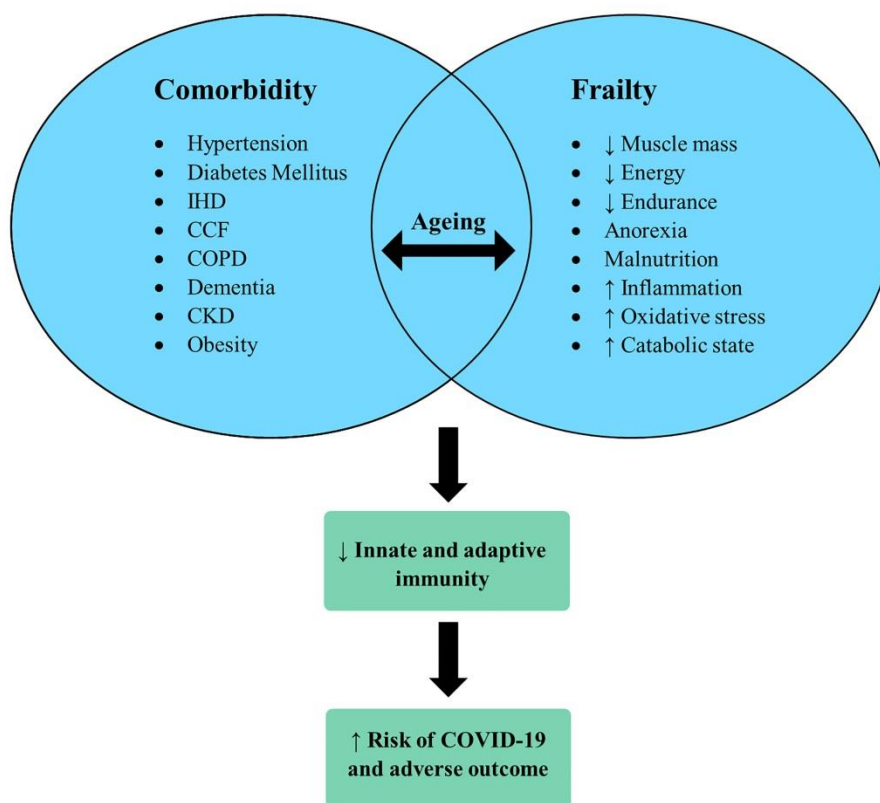 Comorbidity
• Hypertension
• Diabetes Mellitus
• IHD
• CCF
• COPD
• Dementia
• CKD
• Obesity
Ageing
Frailty
• ↓ Muscle mass
• ↓ Energy
• ↓ Endurance
• Anorexia
• Malnutrition
• ↑ Inflammation
• ↑ Oxidative stress
• ↑ Catabolic state
↓ Innate and adaptive
immunity
↑ Risk of COVID-19
and adverse outcome